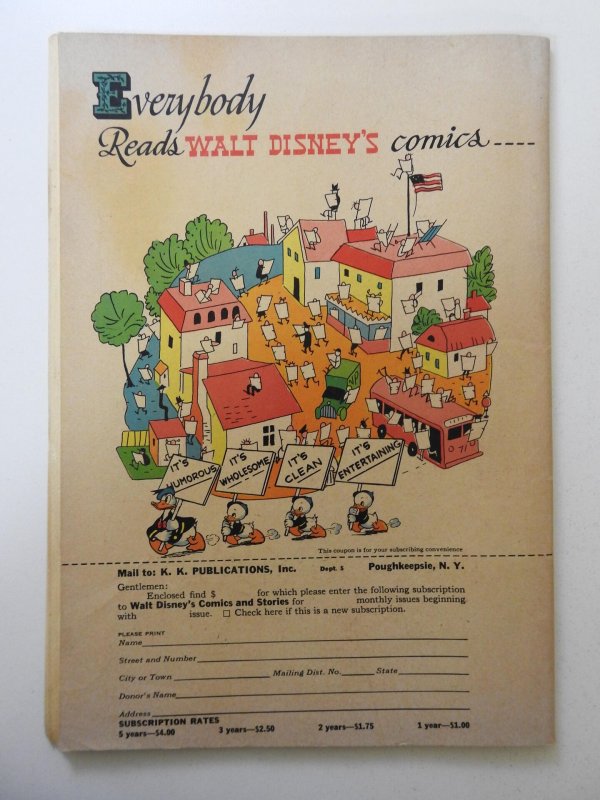 Everybody
Reads WALT DISNEY'S comics----
71
IT'S HUMOROUS
IT'S WHOLESOME
IT'S CLEAN
IT'S ENTERTAINING
This coupon is for your subscribing convenience
Mail to: K. K. PUBLICATIONS, Inc. Dept. 5 Poughkeepsie, N. Y.
Gentlemen:
Enclosed find $ for which please enter the following subscription
to Walt Disney's Comics and Stories for monthly issues beginning
with issue. ☐ Check here if this is a new subscription.
PLEASE PRINT
Name
Street and Number
City or Town Mailing Dist. No. State
Donor's Name
Address
SUBSCRIPTION RATES
5 years—$4.00 3 years—$2.50 2 years—$1.75 1 year—$1.00